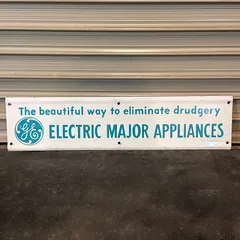 The beautiful way to eliminate drudgery
GE ELECTRIC MAJOR APPLIANCES